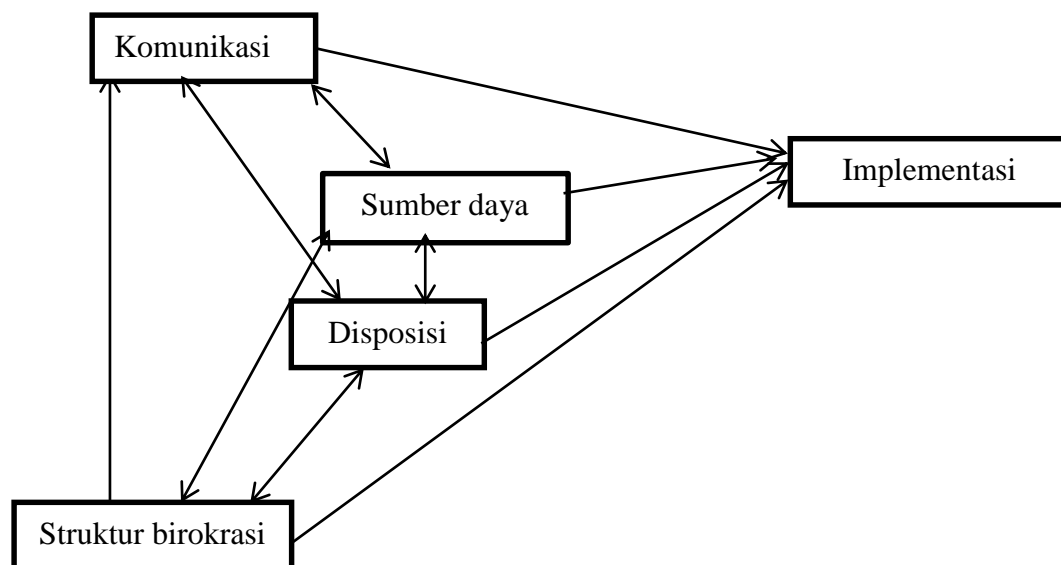 Komunikasi
Implementasi
Sumber daya
Disposisi
Struktur birokrasi